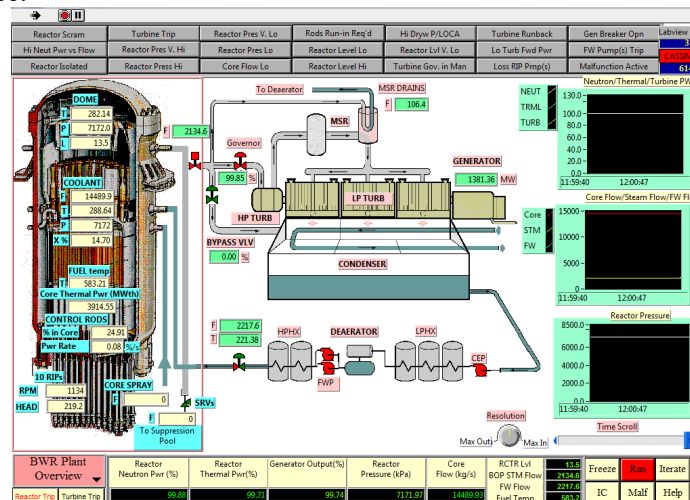 Reactor Scram
Turbine Trip
Reactor Pres V. Lo
Rods Run-in Req'd
Hi Dryw P/LOCA
Turbine Runback
Gen Breaker Opn
Labview
Hi Neut Pwr vs Flow
Reactor Pres V. Hi
Reactor Pres Lo
Reactor Level Lo
Reactor Lvl V. Lo
Lo Turb Fwd Pwr
FW Pump(s) Trip
Reactor Isolated
Reactor Press Hi
Core Flow Lo
Reactor Level Hi
Turbine Gov. in Man
Loss RIP Pmp(s)
Malfunction Active
CASSIM
DOME
T 282.14
P 7172.0
L 13.5
COOLANT
F 14489.9
T 288.64
P 7172
X % 14.70
FUEL temp
T 583.21
Core Thermal Pwr (MWth)
3914.55
CONTROL RODS
% in Core 24.91
Pwr Rate 0.08 %/s
10 RIPs
RPM 1134
HEAD 219.2
CORE SPRAY
F 0
F 0
SRVs
To Suppression
Pool
F 2134.6
To Deaerator
MSR DRAINS
F 106.4
MSR
Governor
99.85 %
GENERATOR
1381.36 MW
HP TURB
LP TURB
BYPASS VLV
0.00 %
CONDENSER
F 2217.6
T 221.38
HPHX
DEAERATOR
LPHX
FWP
CEP
Resolution
Max Out
Max In
Neutron/Thermal/Turbine PW
NEUT
TRML
TURB
130.0
100.0
80.0
60.0
40.0
20.0
0.0
11:59:40 12:00:47
Core Flow/Steam Flow/FW Fl
Core
STM
FW
15000
10000
5000
0
11:59:40 12:00:47
Reactor Pressure
8500.0
6000.0
4000.0
2000.0
0.0
11:59:40 12:00:47
Time Scroll
BWR Plant
Overview
Reactor Trip
Turbine Trip
Reactor
Neutron Pwr (%)
99.88
Reactor
Thermal Pwr(%)
99.71
Generator Output(%)
99.74
Reactor
Pressure (kPa)
7171.97
Core
Flow (kg/s)
14489.93
RCTR Lvl 13.5
BOP STM Flow 2134.6
FW Flow 2217.6
Fuel Temp 583.2
Freeze
Run
Iterate
IC
Malf
Help